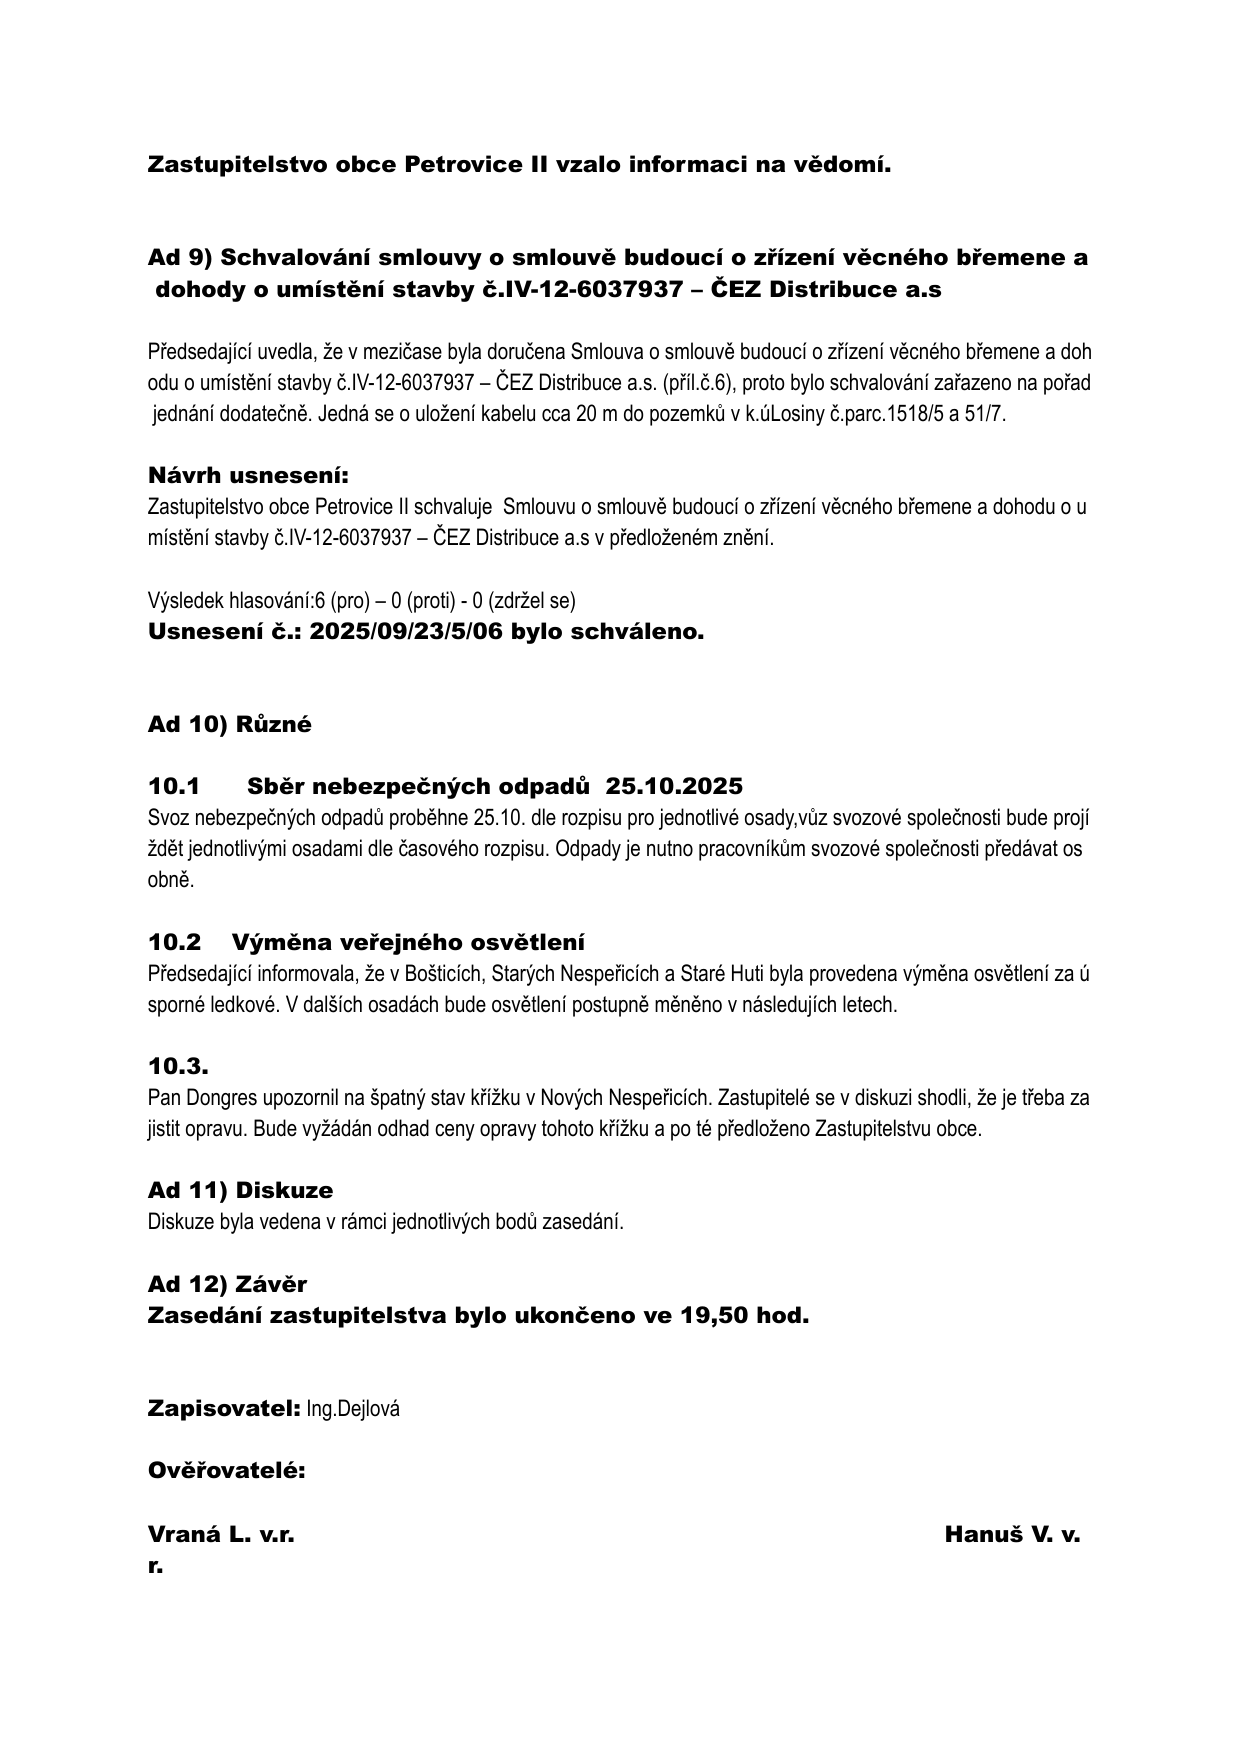 Zastupitelstvo obce Petrovice II vzalo informaci na vědomí.
Ad 9) Schvalování smlouvy o smlouvě budoucí o zřízení věcného břemene a
dohody o umístění stavby č.IV-12-6037937 – ČEZ Distribuce a.s
Předsedající uvedla, že v mezičase byla doručena Smlouva o smlouvě budoucí o zřízení věcného břemene a doh
odu o umístění stavby č.IV-12-6037937 – ČEZ Distribuce a.s. (příl.č.6), proto bylo schvalování zařazeno na pořad
jednání dodatečně. Jedná se o uložení kabelu cca 20 m do pozemků v k.úLosiny č.parc.1518/5 a 51/7.
Návrh usnesení:
Zastupitelstvo obce Petrovice II schvaluje  Smlouvu o smlouvě budoucí o zřízení věcného břemene a dohodu o u
místění stavby č.IV-12-6037937 – ČEZ Distribuce a.s v předloženém znění.
Výsledek hlasování:6 (pro) – 0 (proti) - 0 (zdržel se)
Usnesení č.: 2025/09/23/5/06 bylo schváleno.
Ad 10) Různé
10.1 Sběr nebezpečných odpadů  25.10.2025
Svoz nebezpečných odpadů proběhne 25.10. dle rozpisu pro jednotlivé osady,vůz svozové společnosti bude projí
ždět jednotlivými osadami dle časového rozpisu. Odpady je nutno pracovníkům svozové společnosti předávat os
obně.
10.2 Výměna veřejného osvětlení
Předsedající informovala, že v Bošticích, Starých Nespeřicích a Staré Huti byla provedena výměna osvětlení za ú
sporné ledkové. V dalších osadách bude osvětlení postupně měněno v následujích letech.
10.3.
Pan Dongres upozornil na špatný stav křížku v Nových Nespeřicích. Zastupitelé se v diskuzi shodli, že je třeba za
jistit opravu. Bude vyžádán odhad ceny opravy tohoto křížku a po té předloženo Zastupitelstvu obce.
Ad 11) Diskuze
Diskuze byla vedena v rámci jednotlivých bodů zasedání.
Ad 12) Závěr
Zasedání zastupitelstva bylo ukončeno ve 19,50 hod.
Zapisovatel: Ing.Dejlová
Ověřovatelé:
Vraná L. v.r. Hanuš V. v.
r.